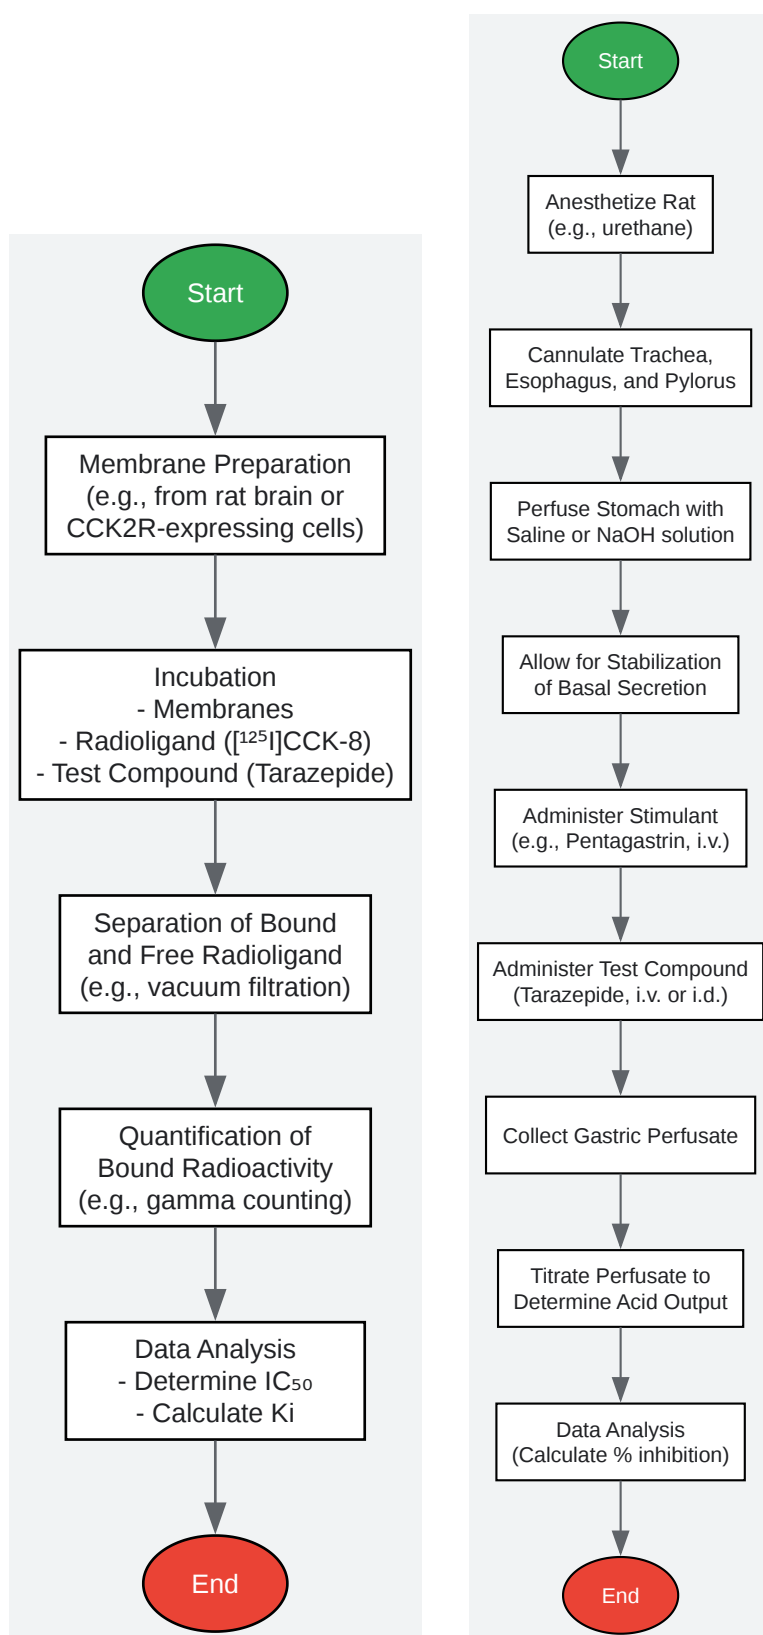 Start
Membrane Preparation
(e.g., from rat brain or
CCK2R-expressing cells)
Incubation
- Membranes
- Radioligand ([¹²⁵I]CCK-8)
- Test Compound (Tarazepide)
Separation of Bound
and Free Radioligand
(e.g., vacuum filtration)
Quantification of
Bound Radioactivity
(e.g., gamma counting)
Data Analysis
- Determine IC₅₀
- Calculate Ki
End
Start
Anesthetize Rat
(e.g., urethane)
Cannulate Trachea,
Esophagus, and Pylorus
Perfuse Stomach with
Saline or NaOH solution
Allow for Stabilization
of Basal Secretion
Administer Stimulant
(e.g., Pentagastrin, i.v.)
Administer Test Compound
(Tarazepide, i.v. or i.d.)
Collect Gastric Perfusate
Titrate Perfusate to
Determine Acid Output
Data Analysis
(Calculate % inhibition)
End